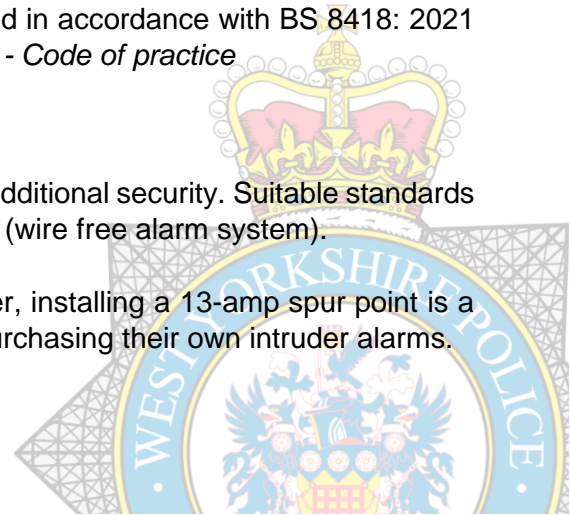 d in accordance with BS 8418: 2021
- Code of practice
dditional security. Suitable standards
(wire free alarm system).
er, installing a 13-amp spur point is a
urchasing their own intruder alarms.
WEST YORKSHIRE POLICE